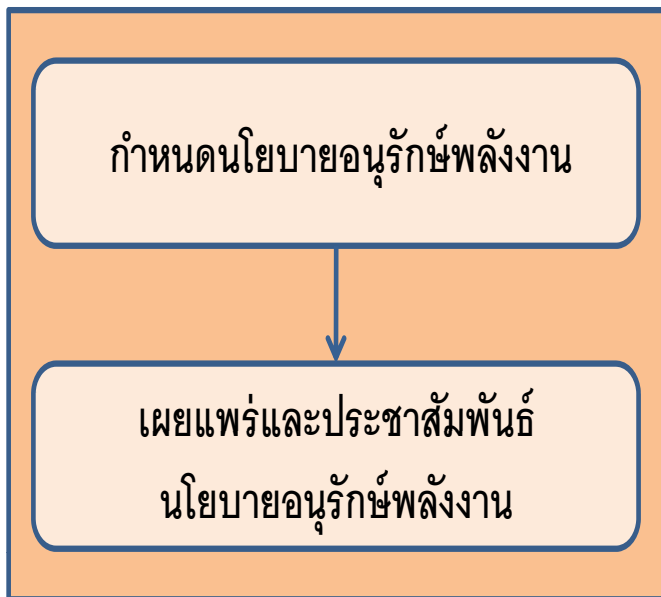 กำหนดนโยบายอนุรักษ์พลังงาน
เผยแพร่และประชาสัมพันธ์
นโยบายอนุรักษ์พลังงาน